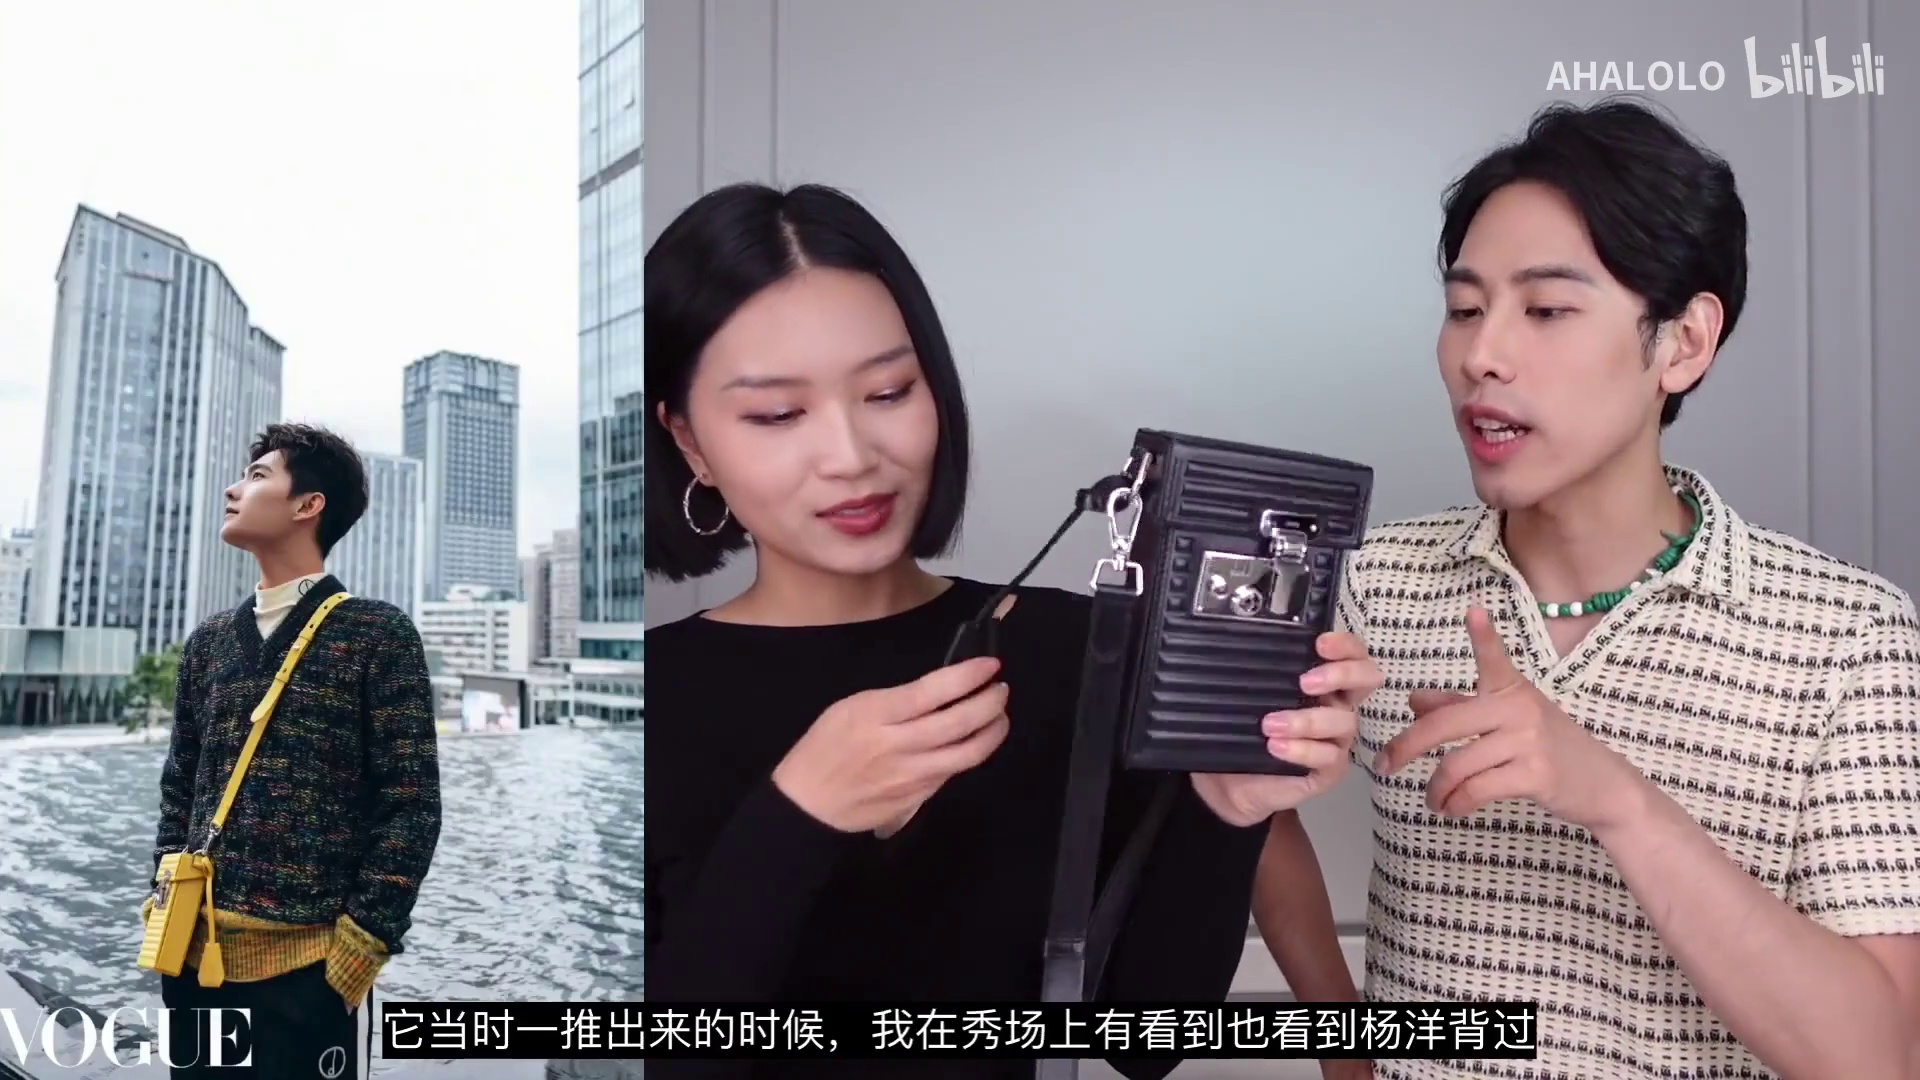 AHALOLO bilibili
VOGUE
它当时一推出来的时候，我在秀场上有看到也看到杨洋背过